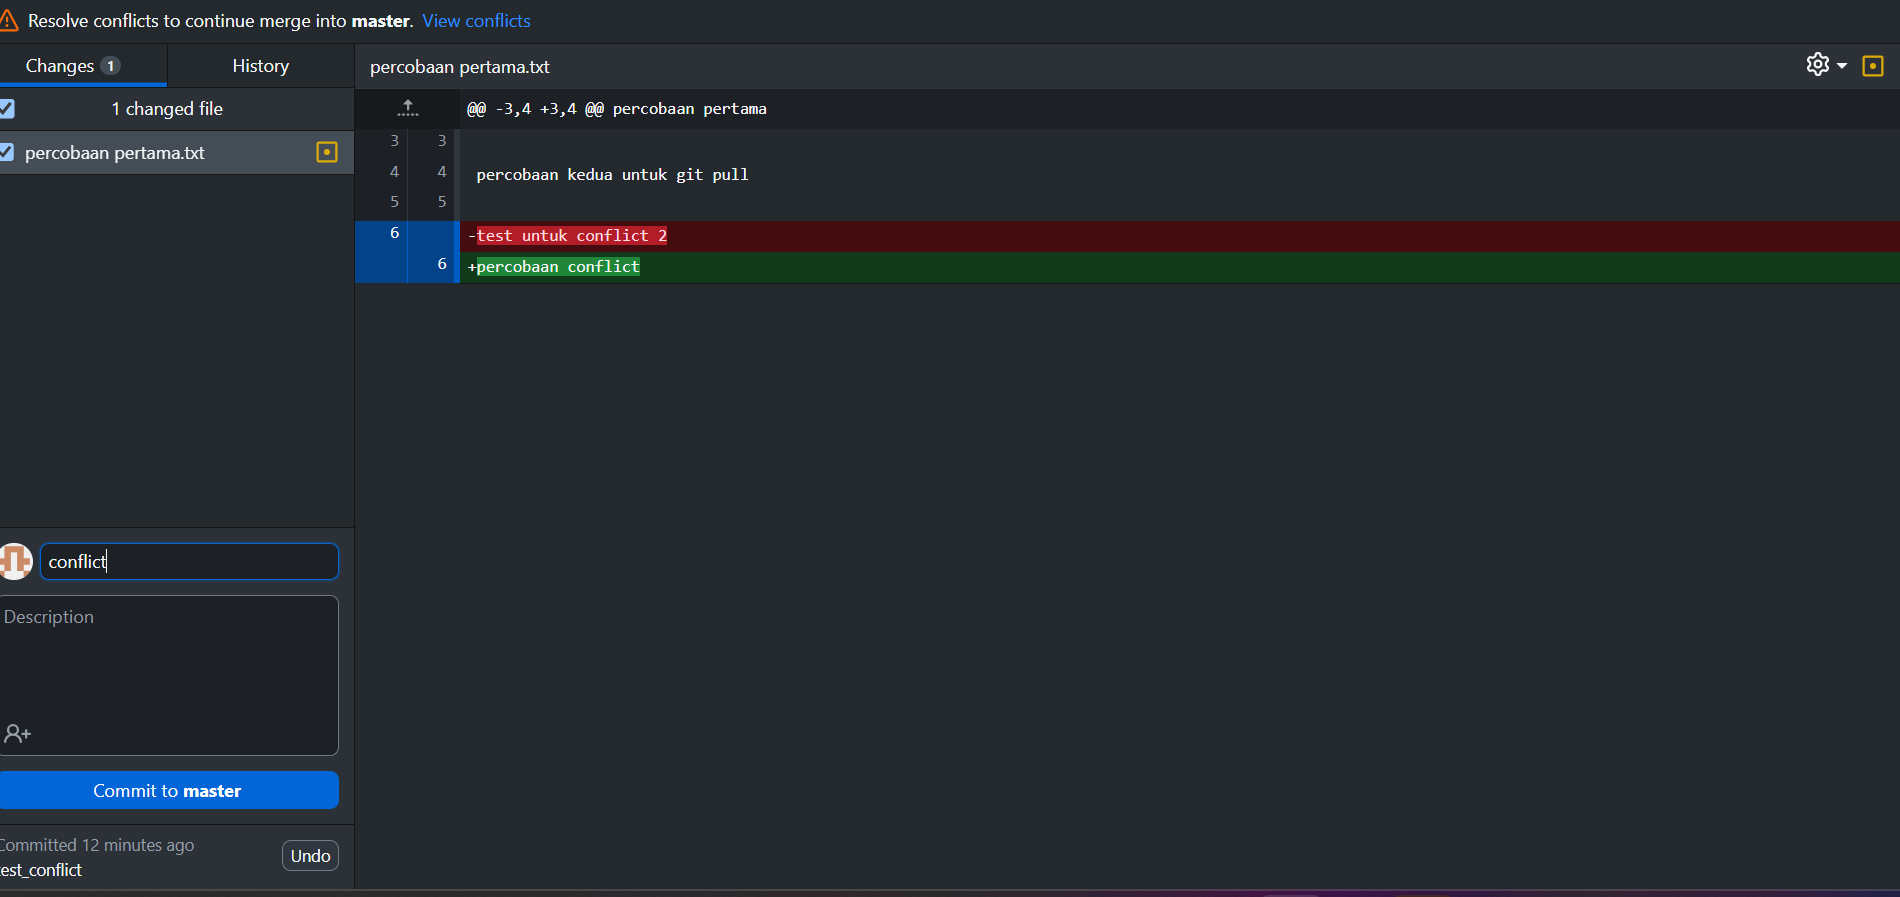 Resolve conflicts to continue merge into master. View conflicts
Changes 1
History
percobaan pertama.txt
1 changed file
percobaan pertama.txt
@@ -3,4 +3,4 @@ percobaan pertama
3 3
4 4 percobaan kedua untuk git pull
5 5
6 -test untuk conflict 2
6 +percobaan conflict
conflict
Description
Commit to master
Committed 12 minutes ago
est_conflict
Undo